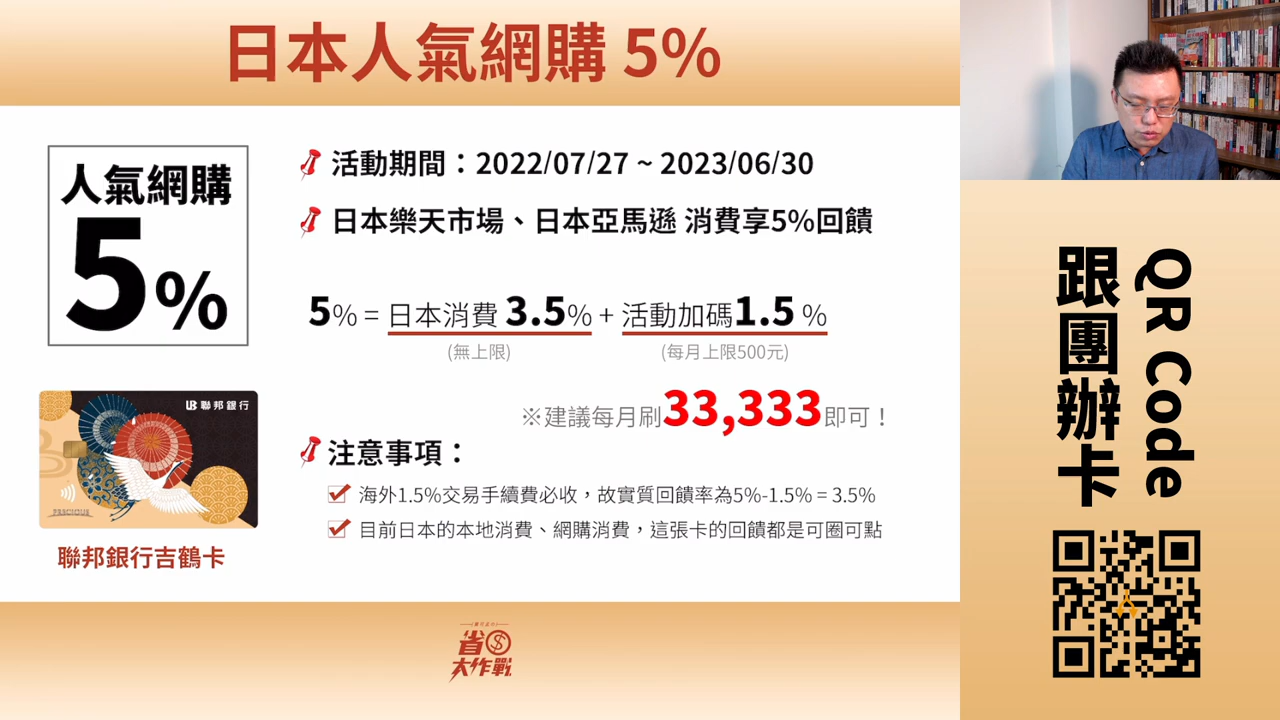 日本人氣網購 5%
人氣網購
5%
活動期間：2022/07/27 ~ 2023/06/30
日本樂天市場、日本亞馬遜 消費享5%回饋
5% = 日本消費 3.5% + 活動加碼1.5 %
(無上限)
(每月上限500元)
※建議每月刷33,333即可！
注意事項：
海外1.5%交易手續費必收，故實質回饋率為5%-1.5% = 3.5%
目前日本的本地消費、網購消費，這張卡的回饋都是可圈可點
聯邦銀行
PRECIOUS
聯邦銀行吉鶴卡
省
大作戰
QR Code
跟團辦卡